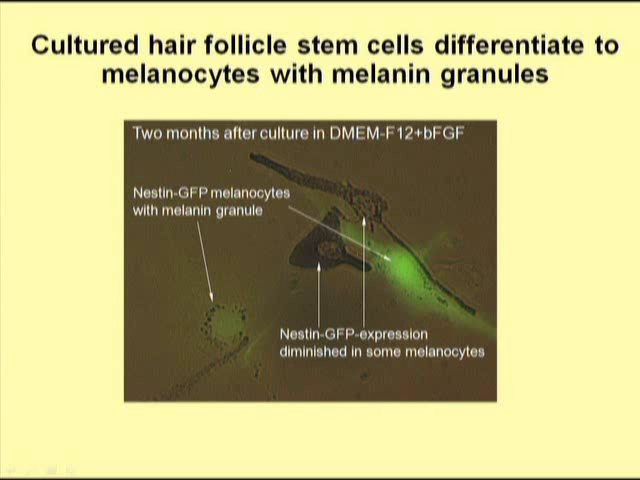 Cultured hair follicle stem cells differentiate to
melanocytes with melanin granules
Two months after culture in DMEM-F12+bFGF
Nestin-GFP melanocytes
with melanin granule
Nestin-GFP-expression
diminished in some melanocytes